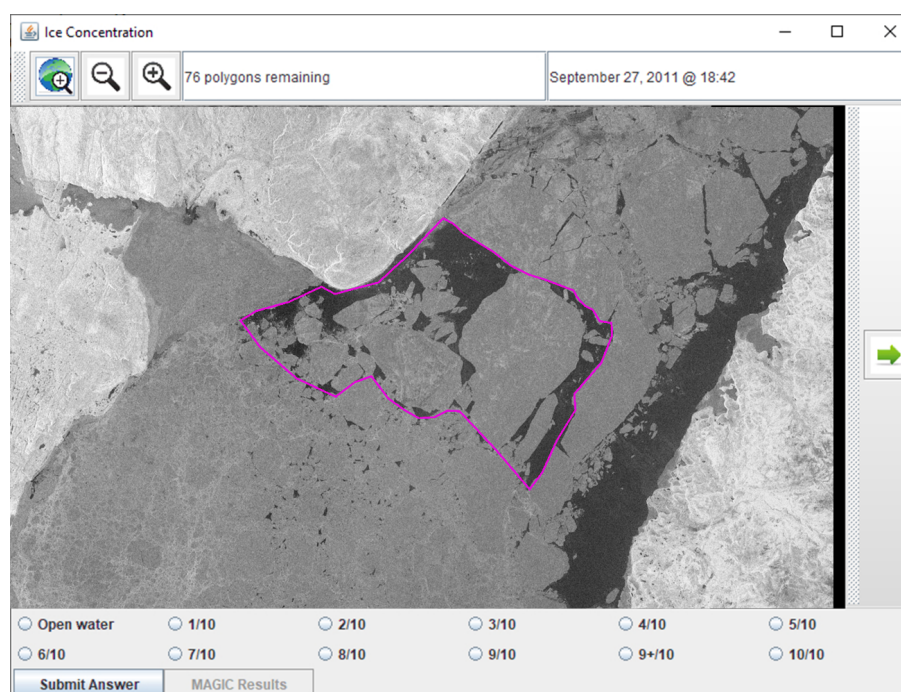 Ice Concentration
76 polygons remaining September 27, 2011 @ 18:42
Open water 1/10 2/10 3/10 4/10 5/10
6/10 7/10 8/10 9/10 9+/10 10/10
Submit Answer MAGIC Results